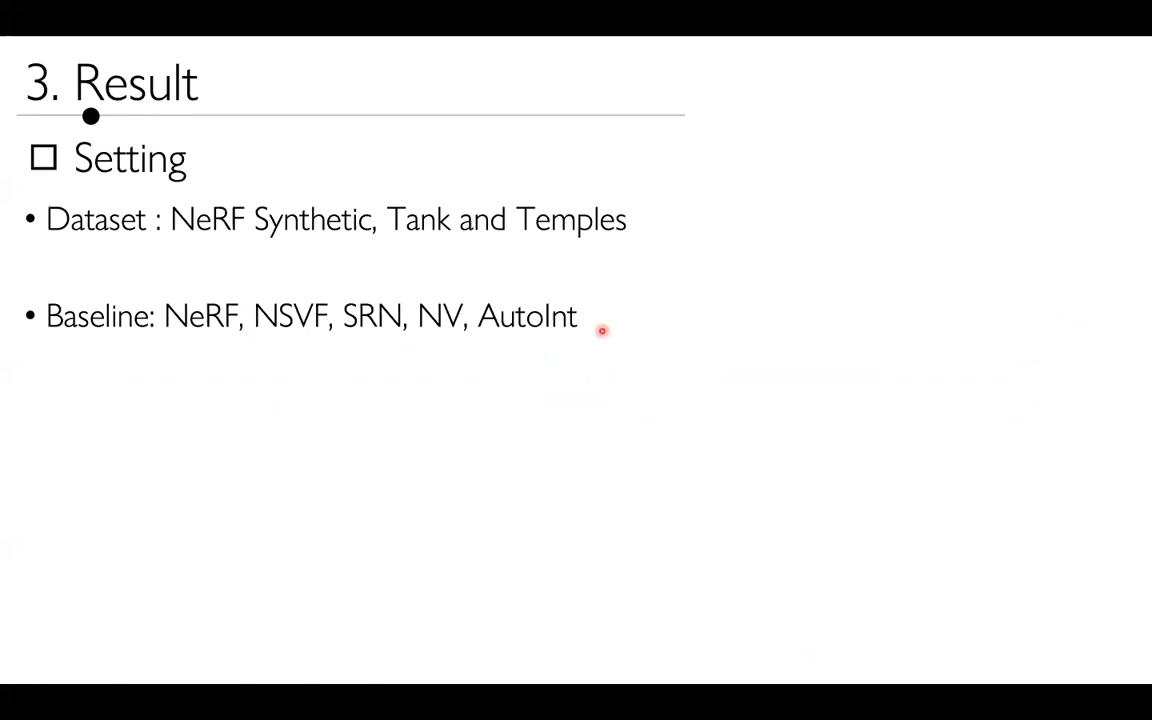 3. Result
Setting
• Dataset : NeRF Synthetic, Tank and Temples
• Baseline: NeRF, NSVF, SRN, NV, AutoInt